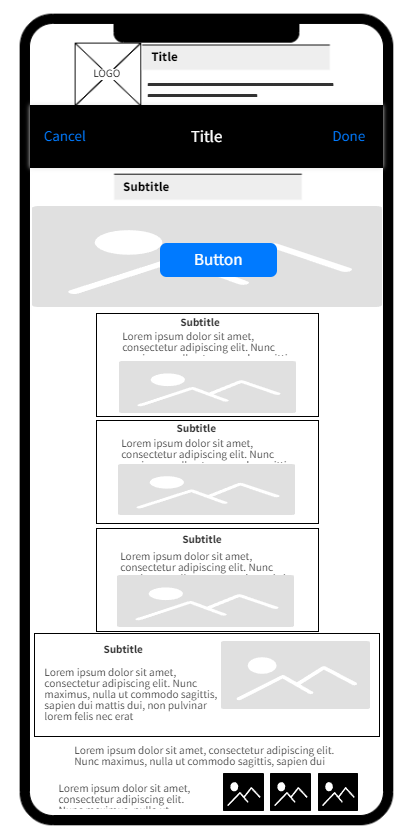 LOGO
Title
Cancel
Title
Done
Subtitle
Button
Subtitle
Lorem ipsum dolor sit amet,
consectetur adipiscing elit. Nunc
Subtitle
Lorem ipsum dolor sit amet,
consectetur adipiscing elit. Nunc
Subtitle
Lorem ipsum dolor sit amet,
consectetur adipiscing elit. Nunc
Subtitle
Lorem ipsum dolor sit amet,
consectetur adipiscing elit. Nunc
maximus, nulla ut commodo sagittis,
sapien dui mattis dui, non pulvinar
lorem felis nec erat
Lorem ipsum dolor sit amet, consectetur adipiscing elit.
Nunc maximus, nulla ut commodo sagittis, sapien dui
Lorem ipsum dolor sit amet,
consectetur adipiscing elit.